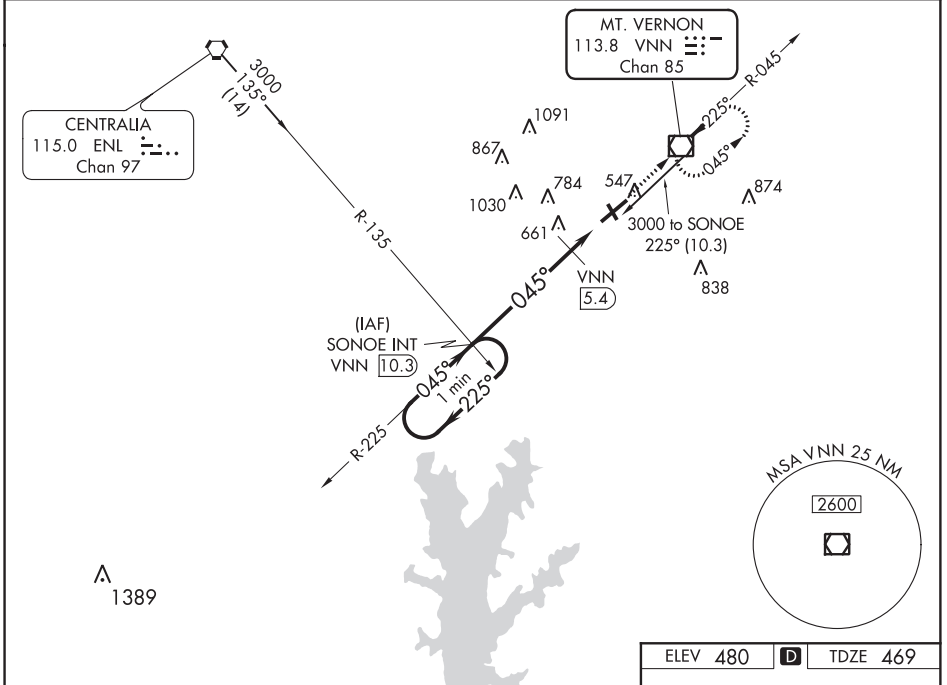 MT. VERNON
113.8 VNN
Chan 85
CENTRALIA
115.0 ENL
Chan 97
3000
135°
(14)
R-045
225°
045°
1091
867
1030
784
547
661
874
3000 to SONOE
225° (10.3)
838
R-135
VNN
5.4
045°
(IAF)
SONOE INT
VNN 10.3
045°
1 min
225°
R-225
MSA VNN 25 NM
2600
1389
ELEV 480 D TDZE 469